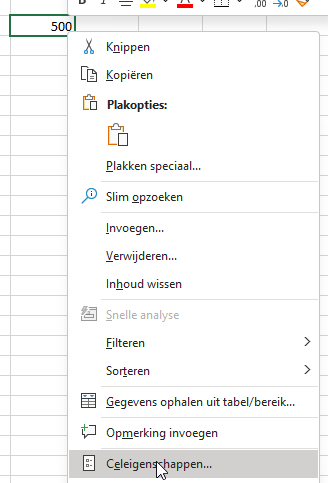 500
Knippen
Kopiëren
Plakopties:
Plakken speciaal...
Slim opzoeken
Invoegen...
Verwijderen...
Inhoud wissen
Snelle analyse
Filteren
Sorteren
Gegevens ophalen uit tabel/bereik...
Opmerking invoegen
Celeigenschappen...